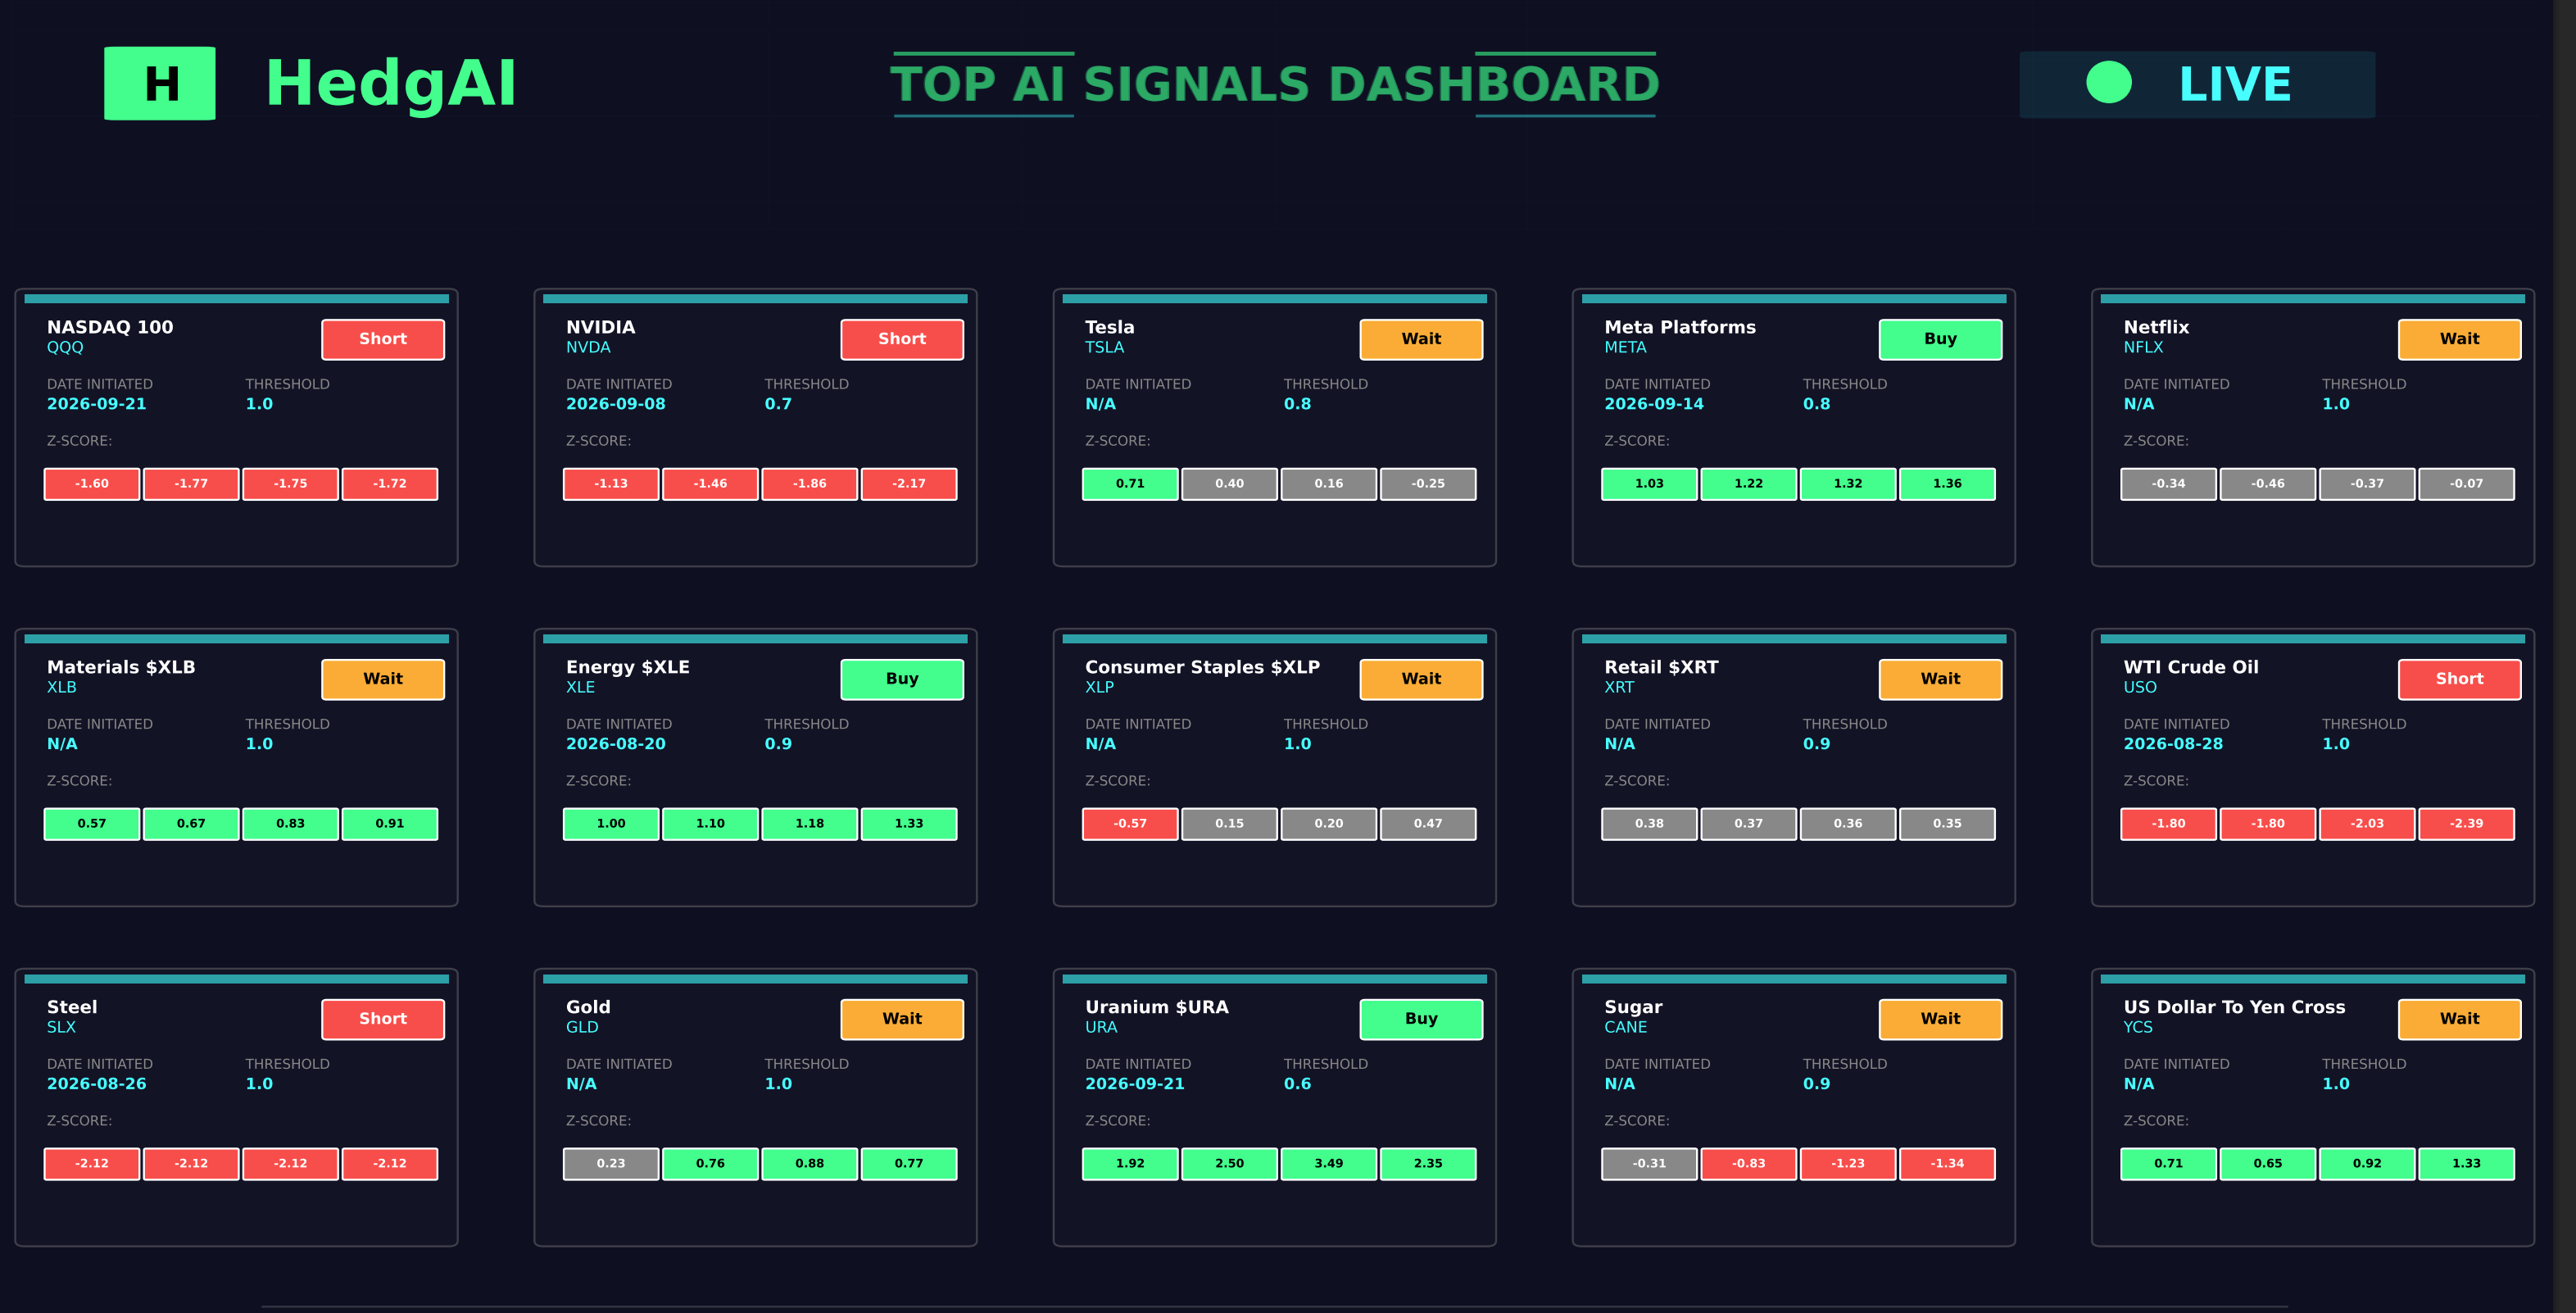 H HedgAI
TOP AI SIGNALS DASHBOARD
LIVE
NASDAQ 100
QQQ
Short
DATE INITIATED THRESHOLD
2026-09-21 1.0
Z-SCORE:
-1.60 -1.77 -1.75 -1.72
NVIDIA
NVDA
Short
DATE INITIATED THRESHOLD
2026-09-08 0.7
Z-SCORE:
-1.13 -1.46 -1.86 -2.17
Tesla
TSLA
Wait
DATE INITIATED THRESHOLD
N/A 0.8
Z-SCORE:
0.71 0.40 0.16 -0.25
Meta Platforms
META
Buy
DATE INITIATED THRESHOLD
2026-09-14 0.8
Z-SCORE:
1.03 1.22 1.32 1.36
Netflix
NFLX
Wait
DATE INITIATED THRESHOLD
N/A 1.0
Z-SCORE:
-0.34 -0.46 -0.37 -0.07
Materials $XLB
XLB
Wait
DATE INITIATED THRESHOLD
N/A 1.0
Z-SCORE:
0.57 0.67 0.83 0.91
Energy $XLE
XLE
Buy
DATE INITIATED THRESHOLD
2026-08-20 0.9
Z-SCORE:
1.00 1.10 1.18 1.33
Consumer Staples $XLP
XLP
Wait
DATE INITIATED THRESHOLD
N/A 1.0
Z-SCORE:
-0.57 0.15 0.20 0.47
Retail $XRT
XRT
Wait
DATE INITIATED THRESHOLD
N/A 0.9
Z-SCORE:
0.38 0.37 0.36 0.35
WTI Crude Oil
USO
Short
DATE INITIATED THRESHOLD
2026-08-28 1.0
Z-SCORE:
-1.80 -1.80 -2.03 -2.39
Steel
SLX
Short
DATE INITIATED THRESHOLD
2026-08-26 1.0
Z-SCORE:
-2.12 -2.12 -2.12 -2.12
Gold
GLD
Wait
DATE INITIATED THRESHOLD
N/A 1.0
Z-SCORE:
0.23 0.76 0.88 0.77
Uranium $URA
URA
Buy
DATE INITIATED THRESHOLD
2026-09-21 0.6
Z-SCORE:
1.92 2.50 3.49 2.35
Sugar
CANE
Wait
DATE INITIATED THRESHOLD
N/A 0.9
Z-SCORE:
-0.31 -0.83 -1.23 -1.34
US Dollar To Yen Cross
YCS
Wait
DATE INITIATED THRESHOLD
N/A 1.0
Z-SCORE:
0.71 0.65 0.92 1.33